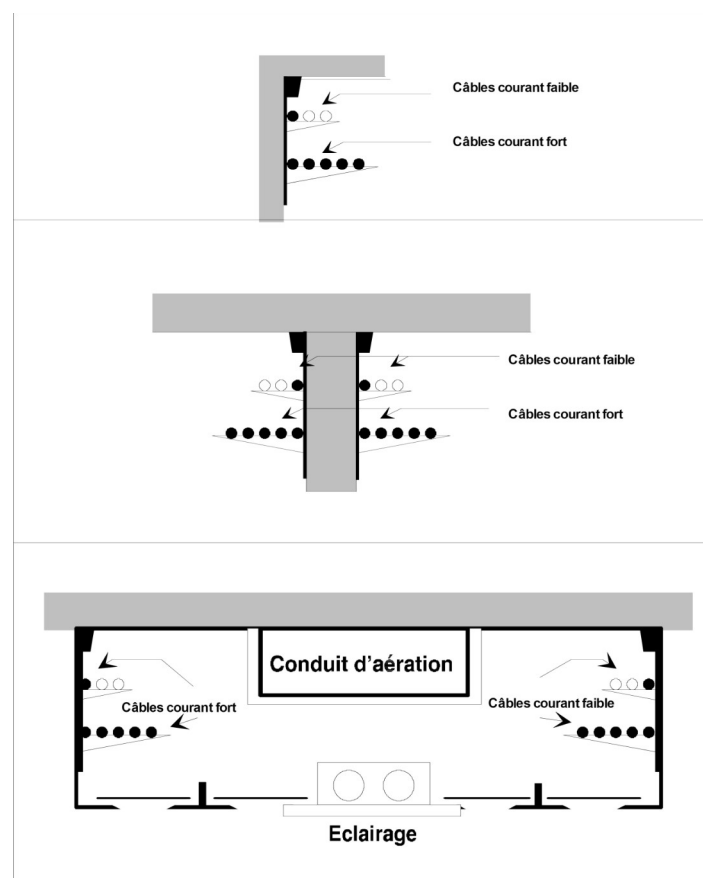 Câbles courant faible
Câbles courant fort
Câbles courant faible
Câbles courant fort
Conduit d'aération
Câbles courant fort
Câbles courant faible
Eclairage